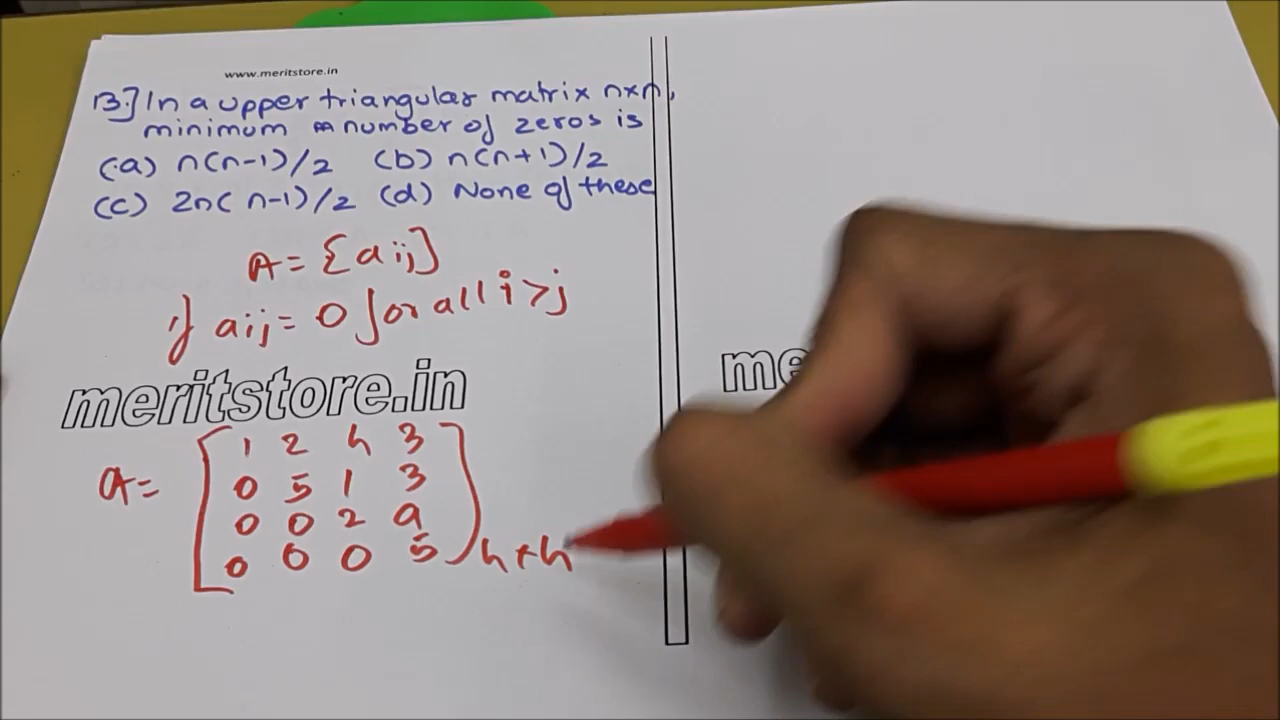 www.meritstore.in
13.] In a upper triangular matrix n×n,
minimum number of zeros is
(a) n(n-1)/2 (b) n(n+1)/2
(c) 2n(n-1)/2 (d) None of these
A = {aij]
if aij = 0 for all i>j
meritstore.in
me
A = [ 1 2 4 3
0 5 1 3
0 0 2 9
0 0 0 5 ] 4×4